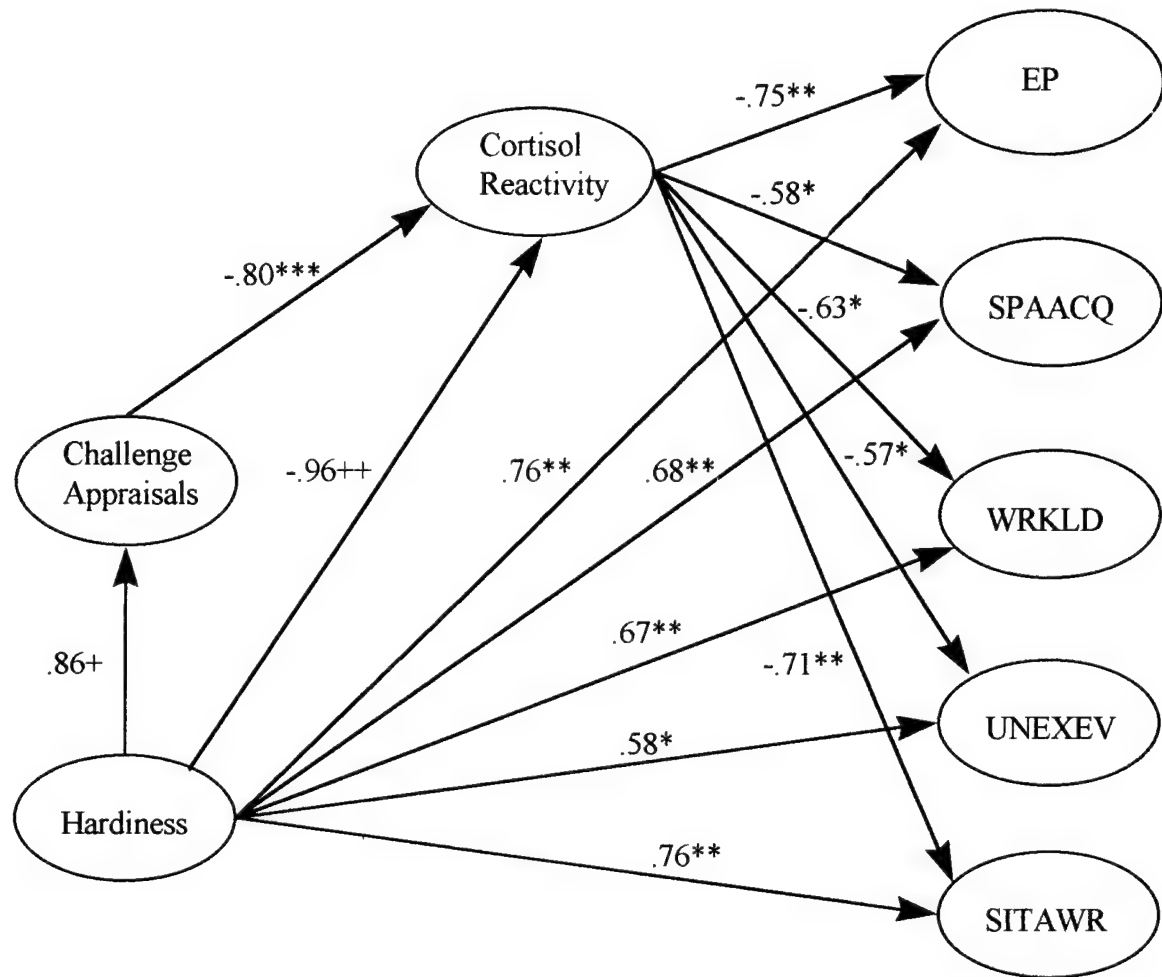 EP
-.75**
Cortisol
Reactivity
-.58*
-.80***
-.63*
SPAACQ
Challenge
Appraisals
-.96++
.76**
.68**
-.57*
WRKLD
.86+
.67**
-.71**
.58*
UNEXEV
Hardiness
.76**
SITAWR